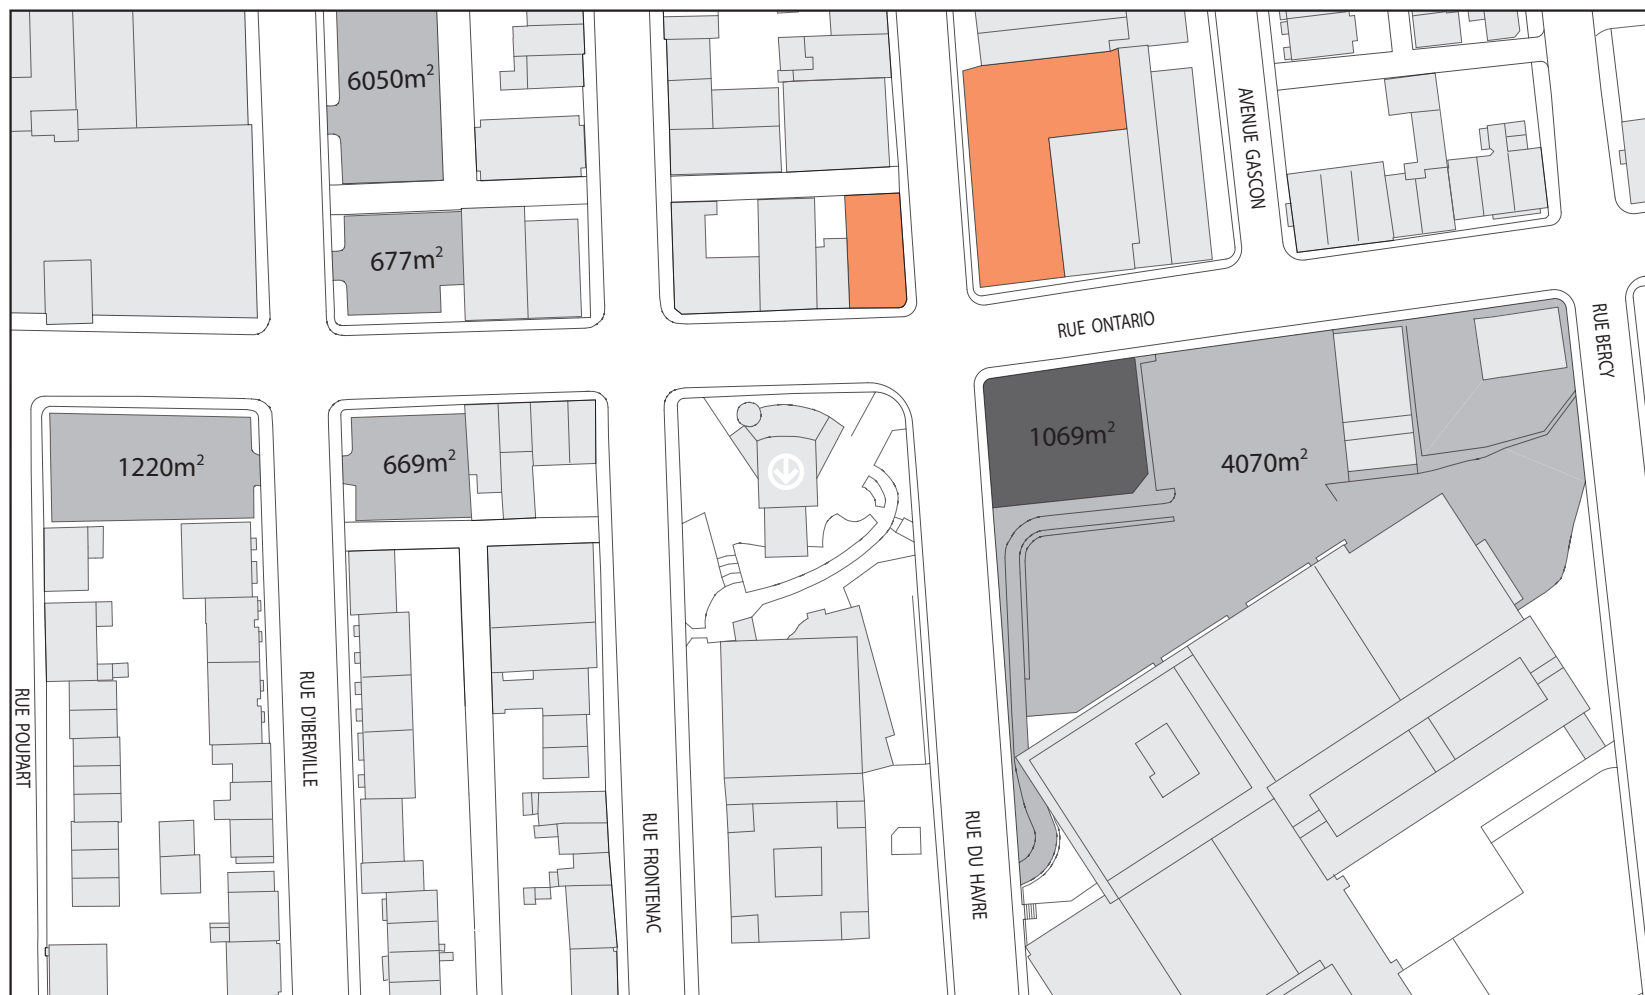 6050m²
AVENUE GASCON
677m²
RUE ONTARIO
RUE BERCY
1220m²
669m²
1069m²
4070m²
RUE POUPART
RUE D'IBERVILLE
RUE FRONTENAC
RUE DU HAVRE